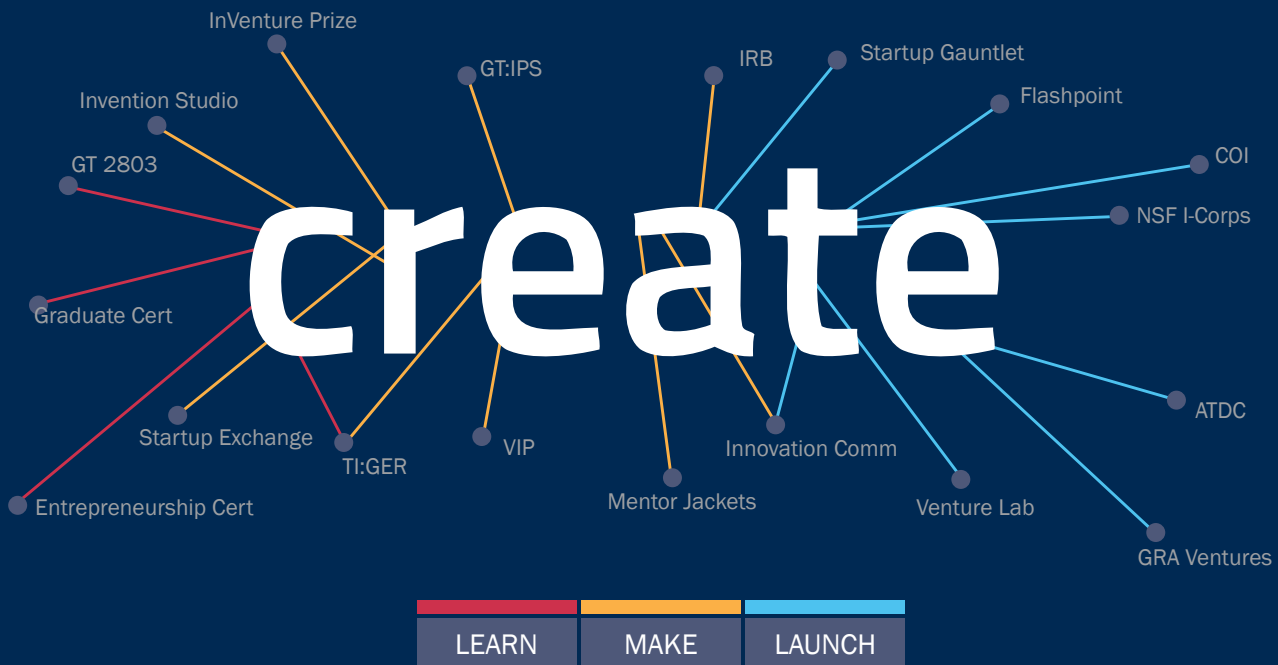 InVenture Prize
GT:IPS
IRB
Startup Gauntlet
Flashpoint
Invention Studio
COI
GT 2803
NSF I-Corps
create
Graduate Cert
ATDC
Startup Exchange
TI:GER
VIP
Innovation Comm
Mentor Jackets
Venture Lab
Entrepreneurship Cert
GRA Ventures
LEARN
MAKE
LAUNCH